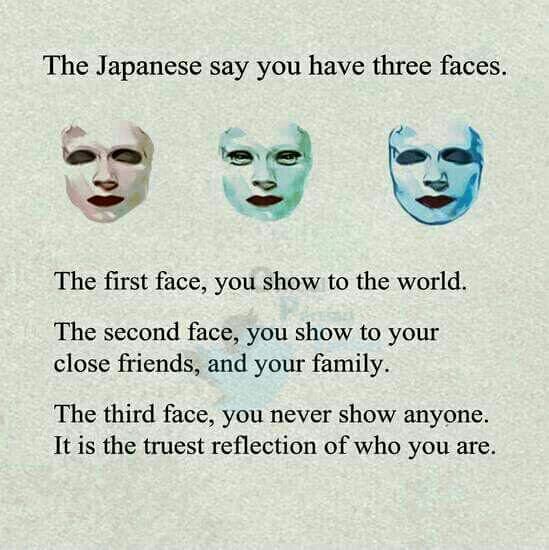 The Japanese say you have three faces.
The first face, you show to the world.
The second face, you show to your
close friends, and your family.
The third face, you never show anyone.
It is the truest reflection of who you are.